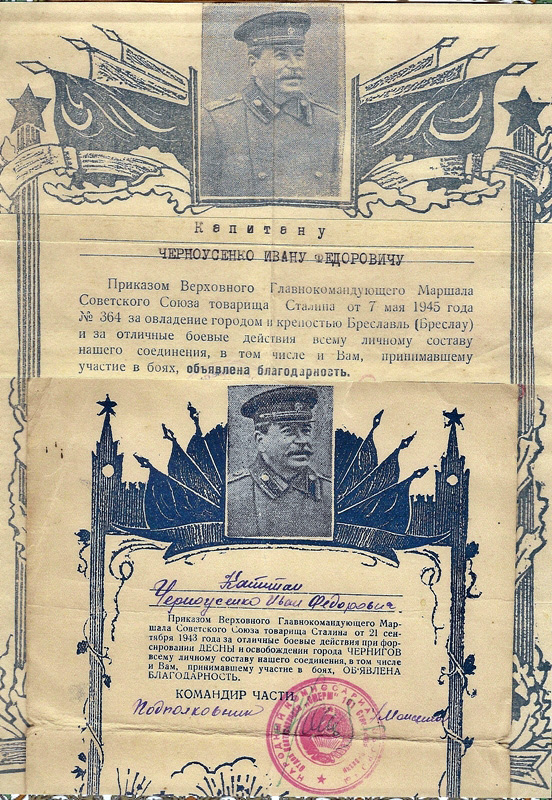 Капитану
ЧЕРНОУСЕНКО ИВАНУ ФЕДОРОВИЧУ
Приказом Верховного Главнокомандующего Маршала
Советского Союза товарища Сталина от 7 мая 1945 года
№ 364 за овладение городом и крепостью Бреславль (Бреслау)
и за отличные боевые действия всему личному составу
нашего соединения, в том числе и Вам, принимавшему
участие в боях, объявлена благодарность.
Капитан
Черноусенко Иван Федорович.
Приказом Верховного Главнокомандующего Мар-
шала Советского Союза товарища Сталина от 21 сен-
тября 1943 года за отличные боевые действия при фор-
сировании ДЕСНЫ и освобождении города ЧЕРНИГОВ
всему личному составу нашего соединения, в том числе
и Вам, принимавшему участие в боях, ОБ'ЯВЛЕНА
БЛАГОДАРНОСТЬ.
КОМАНДИР ЧАСТИ
Подполковник